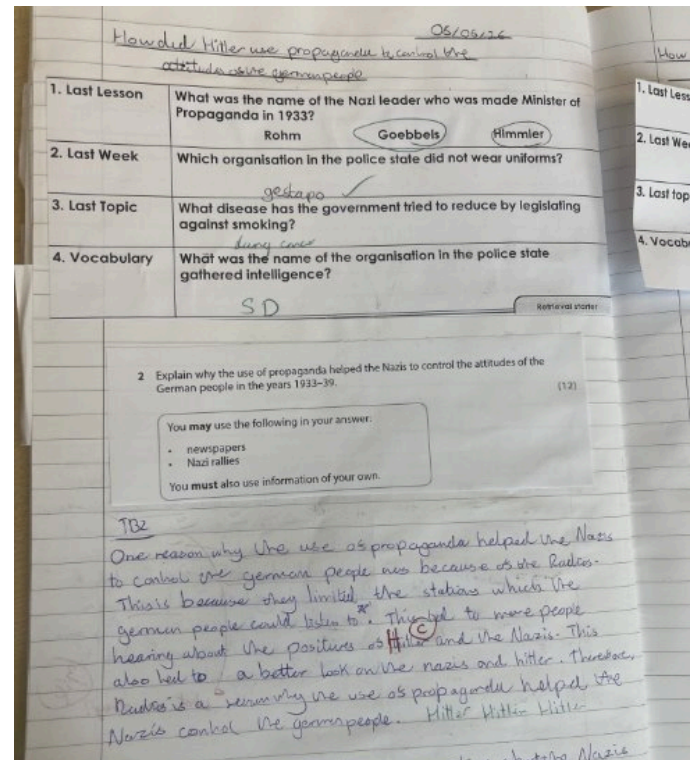 05/05/26
How did Hitler use propaganda to control the
attitudes of the german people
1. Last Lesson
What was the name of the Nazi leader who was made Minister of
Propaganda in 1933?
Rohm Goebbels Himmler
2. Last Week
Which organisation in the police state did not wear uniforms?
gestapo
3. Last Topic
What disease has the government tried to reduce by legislating
against smoking?
lung
4. Vocabulary
What was the name of the organisation in the police state
gathered intelligence?
SD
Retrieval starter
2 Explain why the use of propaganda helped the Nazis to control the attitudes of the
German people in the years 1933–39.
(12)
You may use the following in your answer:
• newspapers
• Nazi rallies
You must also use information of your own.
One reason why the use of propaganda helped the Nazis
to control the german people was because of the Radios.
This is because they limited the stations which the
german people could listen to *. This led to more people
hearing about the positives of Hitler and the Nazis. This
also led to a better look on the nazis and hitler. Therefore,
Radios is a reason why the use of propaganda helped the
Nazis control the german people. Hitler Hitler Hitler
Nazis
How
1. Last Less
2. Last We
3. Last top
4. Vocab
C